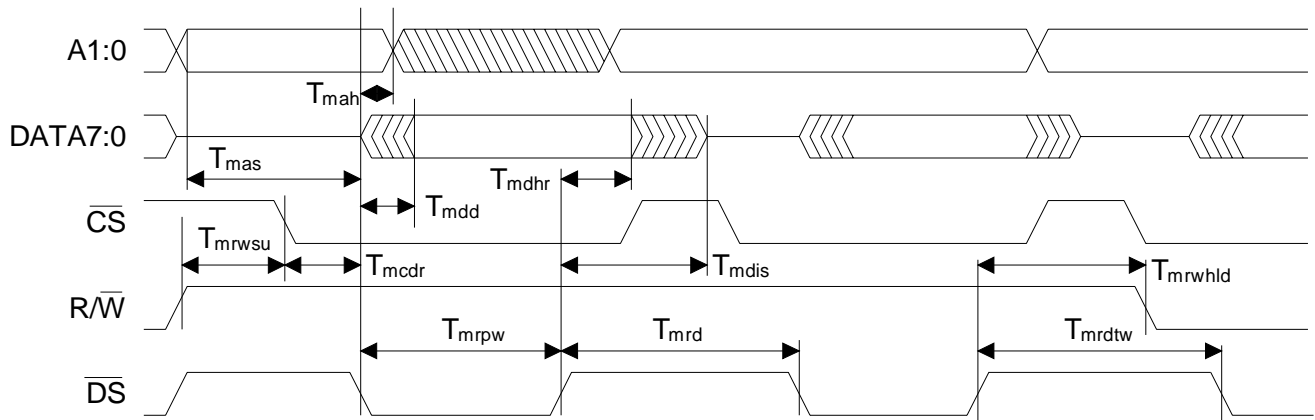 A1:0
Tmah
DATA7:0
Tmas
Tmdhr
Tmdd
CS
Tmrwsu
Tmcdr
Tmdis
Tmrwhld
R/W
Tmrpw
Tmrd
Tmrdtw
DS